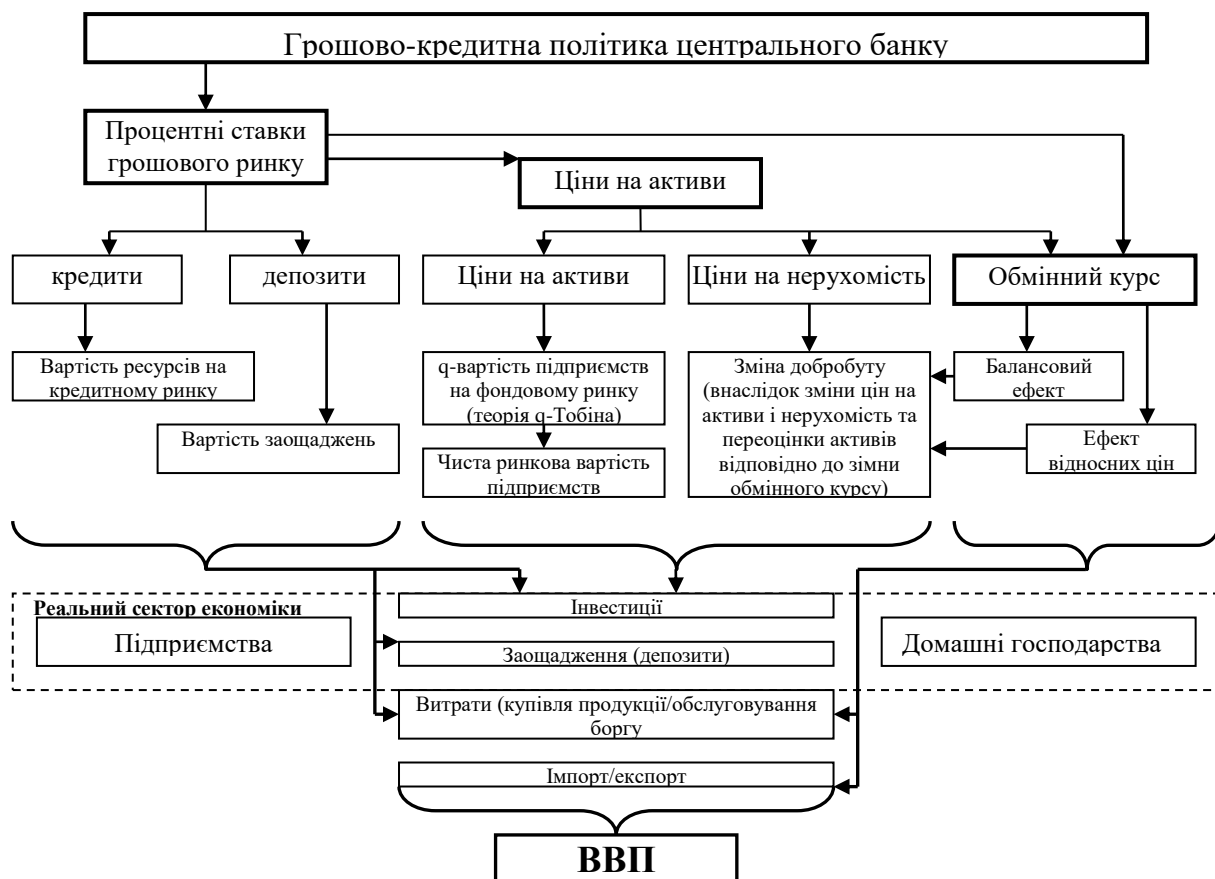 Грошово-кредитна політика центрального банку
Процентні ставки
грошового ринку
Ціни на активи
кредити
депозити
Ціни на активи
Ціни на нерухомість
Обмінний курс
Вартість ресурсів на
кредитному ринку
Вартість заощаджень
q-вартість підприємств
на фондовому ринку
(теорія q-Тобіна)
Чиста ринкова вартість
підприємств
Зміна добробуту
(внаслідок зміни цін на
активи і нерухомість та
переоцінки активів
відповідно до зімни
обмінного курсу)
Балансовий
ефект
Ефект
відносних цін
Реальний сектор економіки
Підприємства
Інвестиції
Заощадження (депозити)
Домашні господарства
Витрати (купівля продукції/обслуговування
боргу
Імпорт/експорт
ВВП